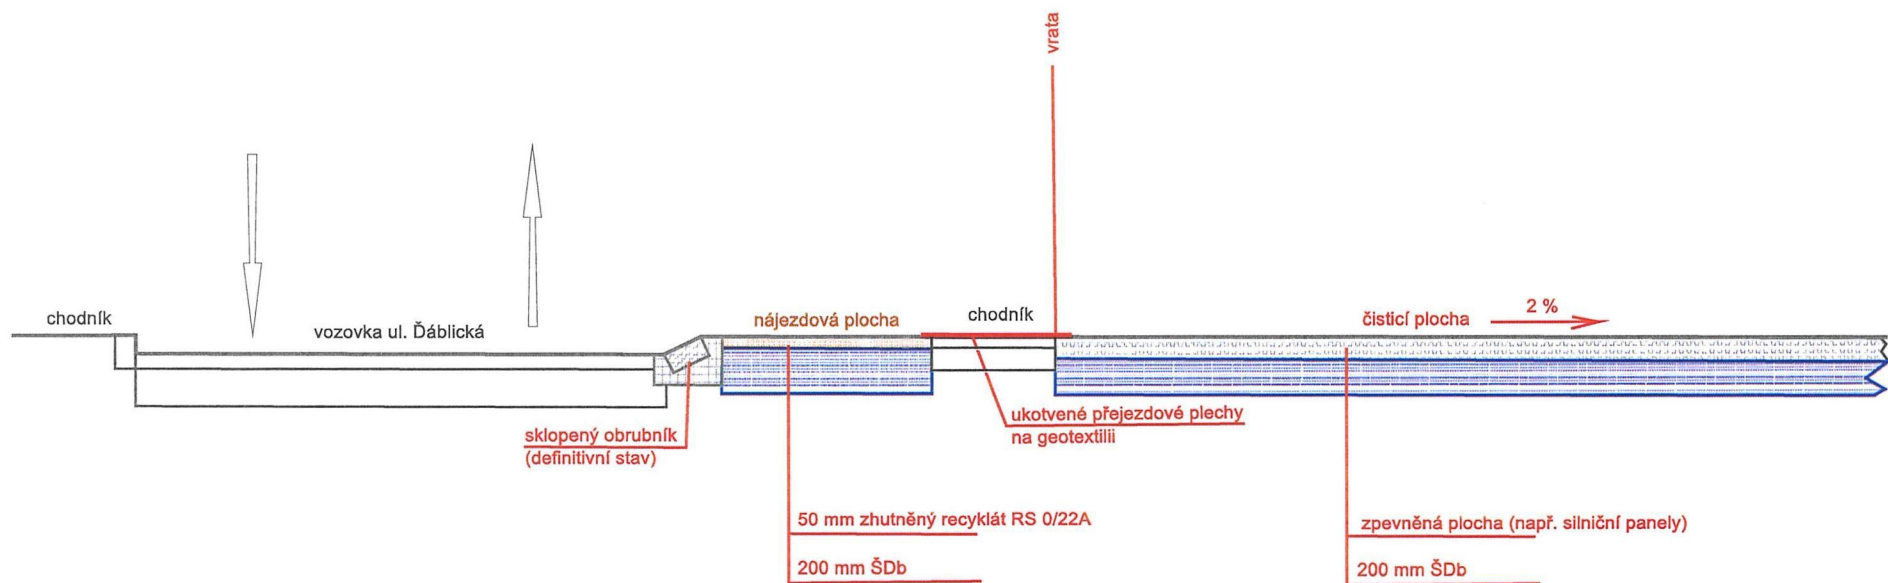 vrata
chodník
vozovka ul. Ďáblická
nájezdová plocha
chodník
čisticí plocha
2 %
sklopený obrubník
(definitivní stav)
ukotvené přejezdové plechy
na geotextilii
50 mm zhutněný recyklát RS 0/22A
200 mm ŠDb
zpevněná plocha (např. silniční panely)
200 mm ŠDb